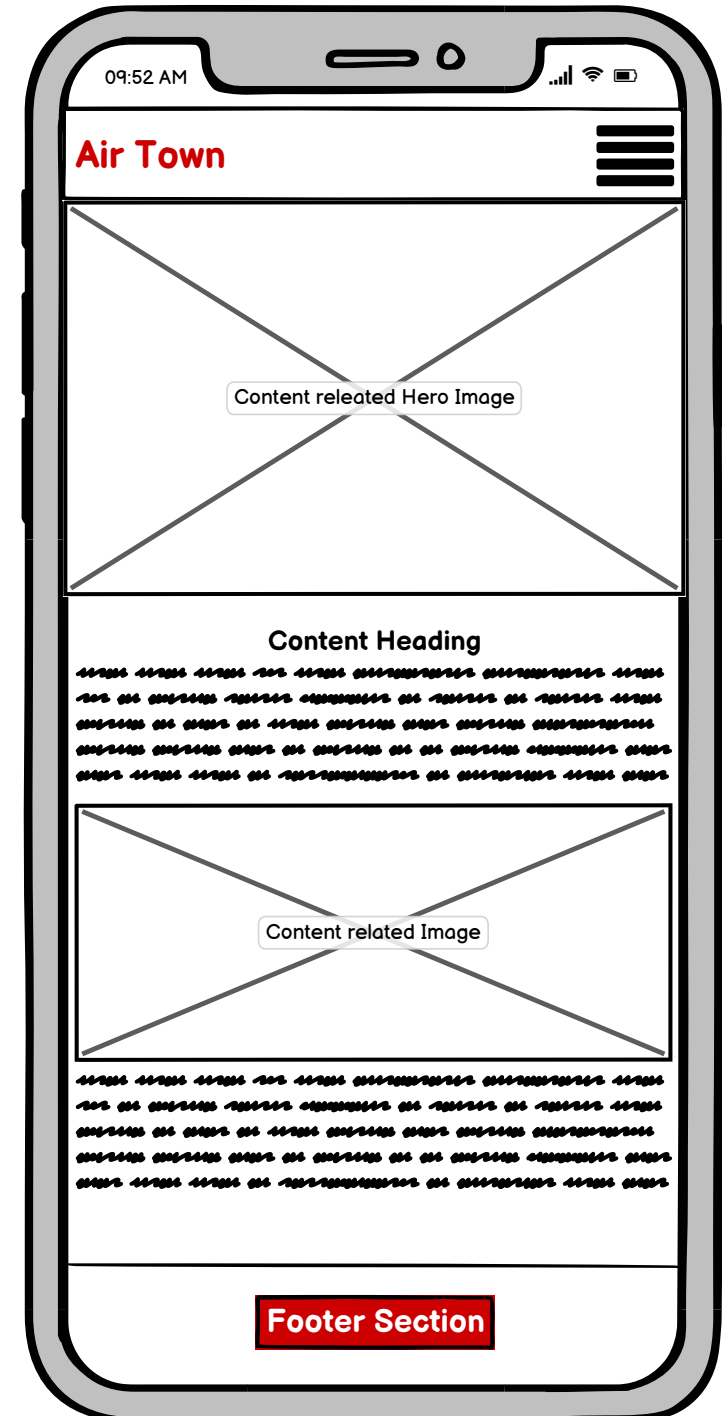 09:52 AM
Air Town
Content releated Hero Image
Content Heading
Content related Image
Footer Section